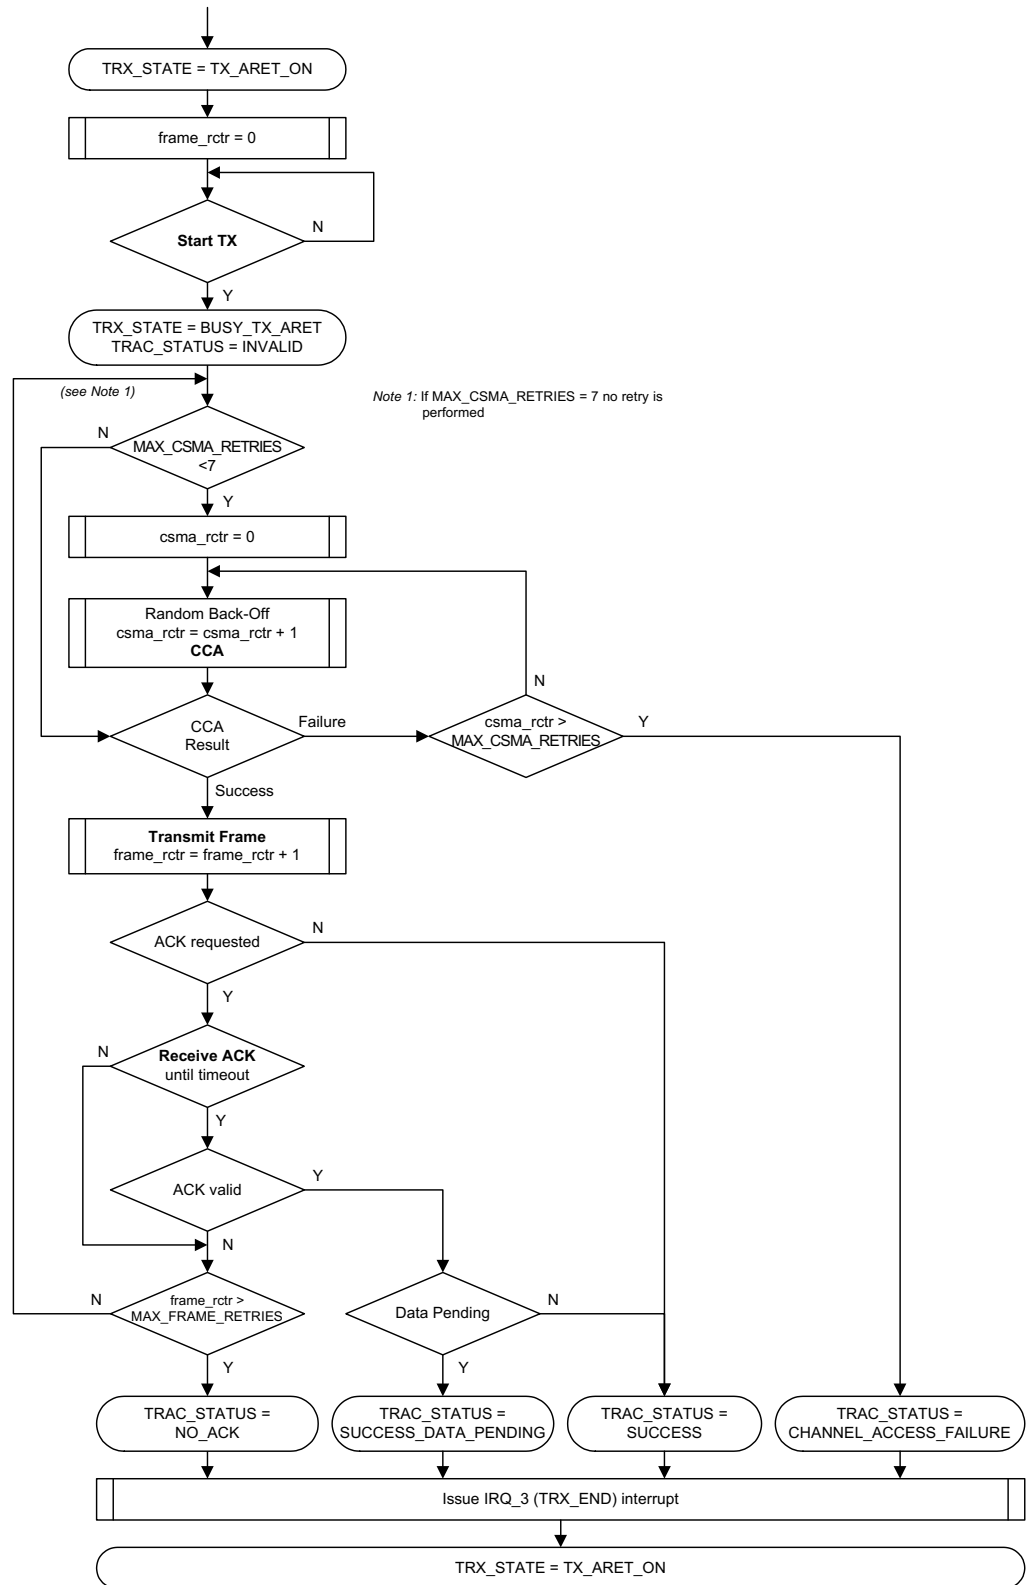 TRX_STATE = TX_ARET_ON
frame_rctr = 0
Start TX
N
Y
TRX_STATE = BUSY_TX_ARET
TRAC_STATUS = INVALID
(see Note 1)
Note 1: If MAX_CSMA_RETRIES = 7 no retry is
performed
N
MAX_CSMA_RETRIES
<7
Y
csma_rctr = 0
Random Back-Off
csma_rctr = csma_rctr + 1
CCA
N
CCA
Result
Failure
csma_rctr >
MAX_CSMA_RETRIES
Y
Success
Transmit Frame
frame_rctr = frame_rctr + 1
ACK requested
N
Y
N
Receive ACK
until timeout
Y
ACK valid
Y
N
N
frame_rctr >
MAX_FRAME_RETRIES
Data Pending
N
Y
Y
TRAC_STATUS =
NO_ACK
TRAC_STATUS =
SUCCESS_DATA_PENDING
TRAC_STATUS =
SUCCESS
TRAC_STATUS =
CHANNEL_ACCESS_FAILURE
Issue IRQ_3 (TRX_END) interrupt
TRX_STATE = TX_ARET_ON